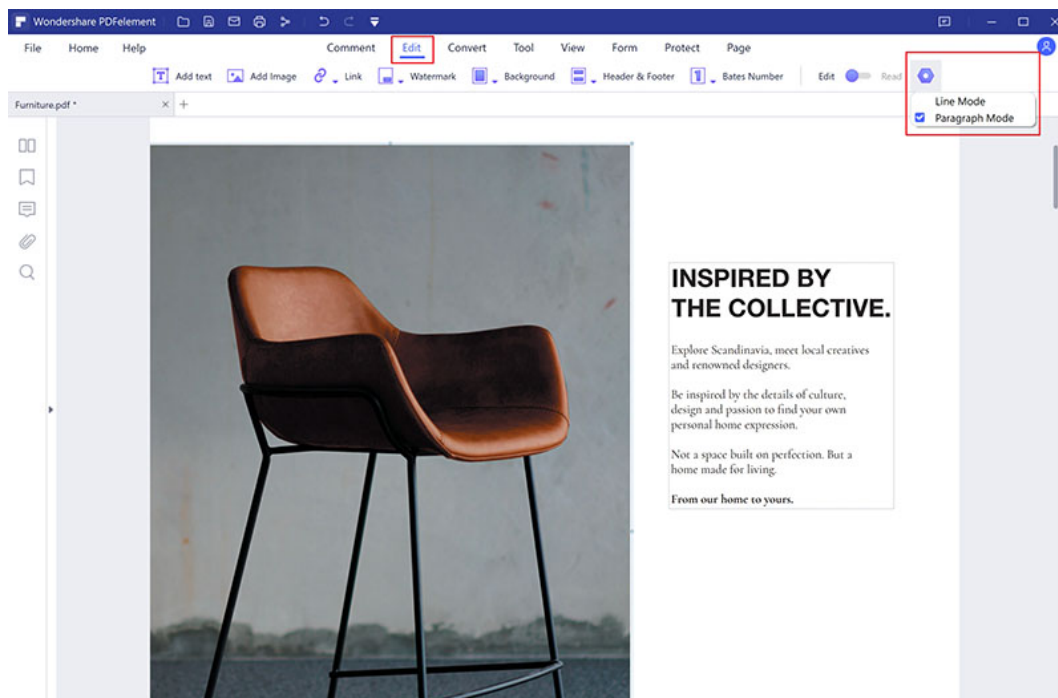 Wondershare PDFelement
File Home Help Comment Edit Convert Tool View Form Protect Page
Add text Add Image Link Watermark Background Header & Footer Bates Number Edit Read
Line Mode
Paragraph Mode
Furniture.pdf *
INSPIRED BY
THE COLLECTIVE.
Explore Scandinavia, meet local creatives
and renowned designers.
Be inspired by the details of culture,
design and passion to find your own
personal home expression.
Not a space built on perfection. But a
home made for living.
From our home to yours.